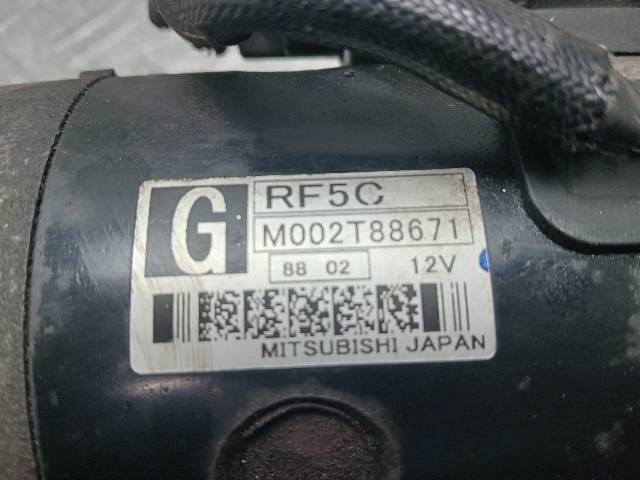 G
RF5C
M002T88671
88 02 12V
MITSUBISHI JAPAN